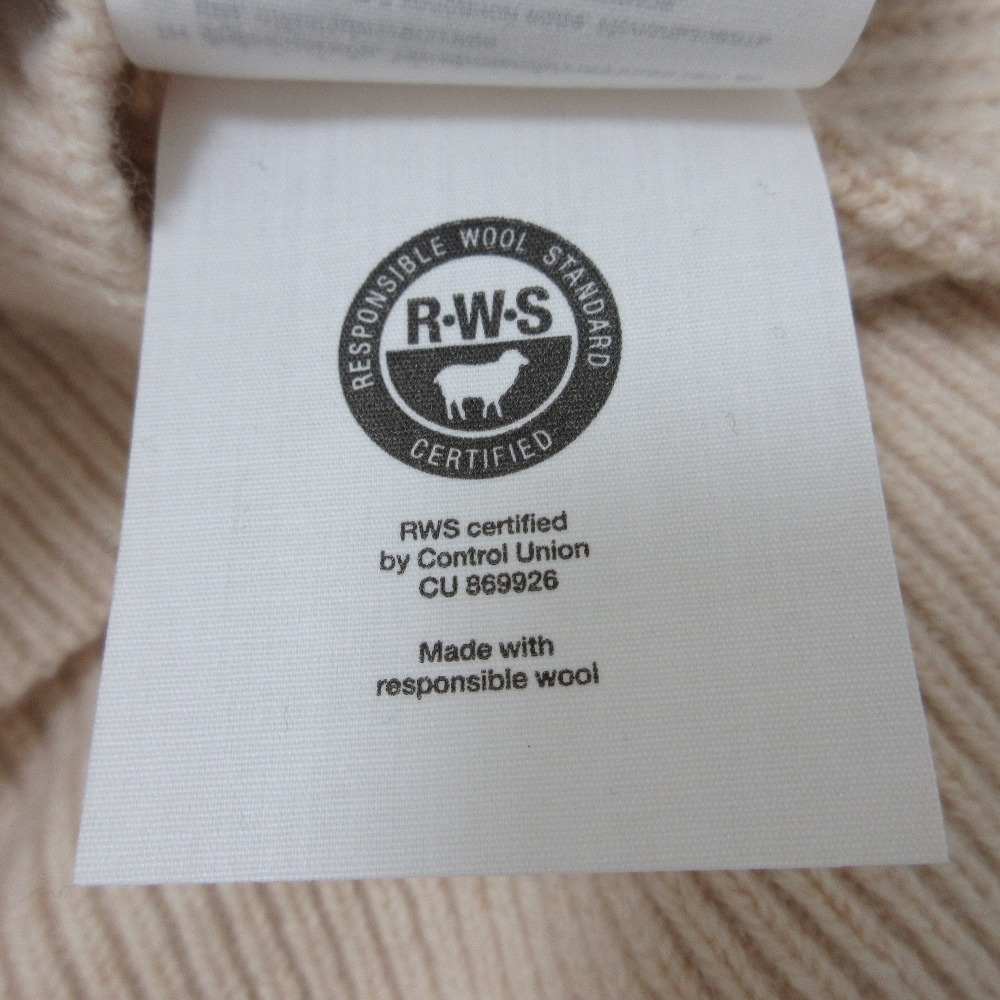 RESPONSIBLE WOOL STANDARD
R·W·S
CERTIFIED
RWS certified
by Control Union
CU 869926
Made with
responsible wool